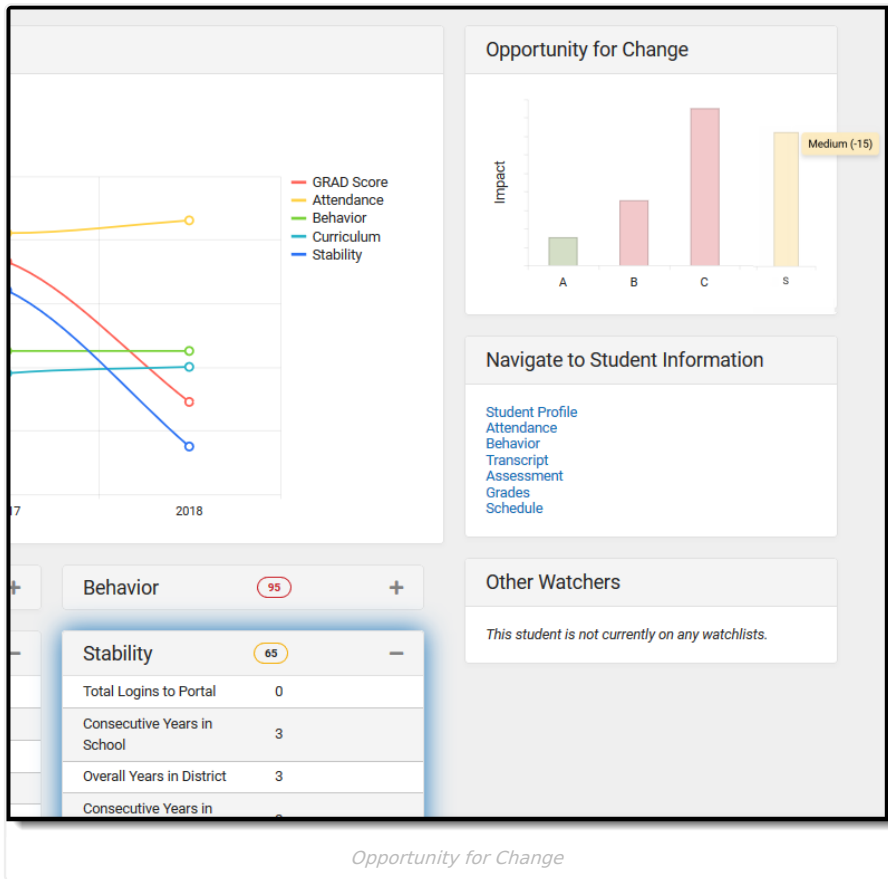 Opportunity for Change
Impact
Medium (-15)
A B C s
GRAD Score
Attendance
Behavior
Curriculum
Stability
17 2018
Navigate to Student Information
Student Profile
Attendance
Behavior
Transcript
Assessment
Grades
Schedule
Behavior 95 +
Stability 65 −
Total Logins to Portal 0
Consecutive Years in
School 3
Overall Years in District 3
Consecutive Years in
Other Watchers
This student is not currently on any watchlists.
Opportunity for Change